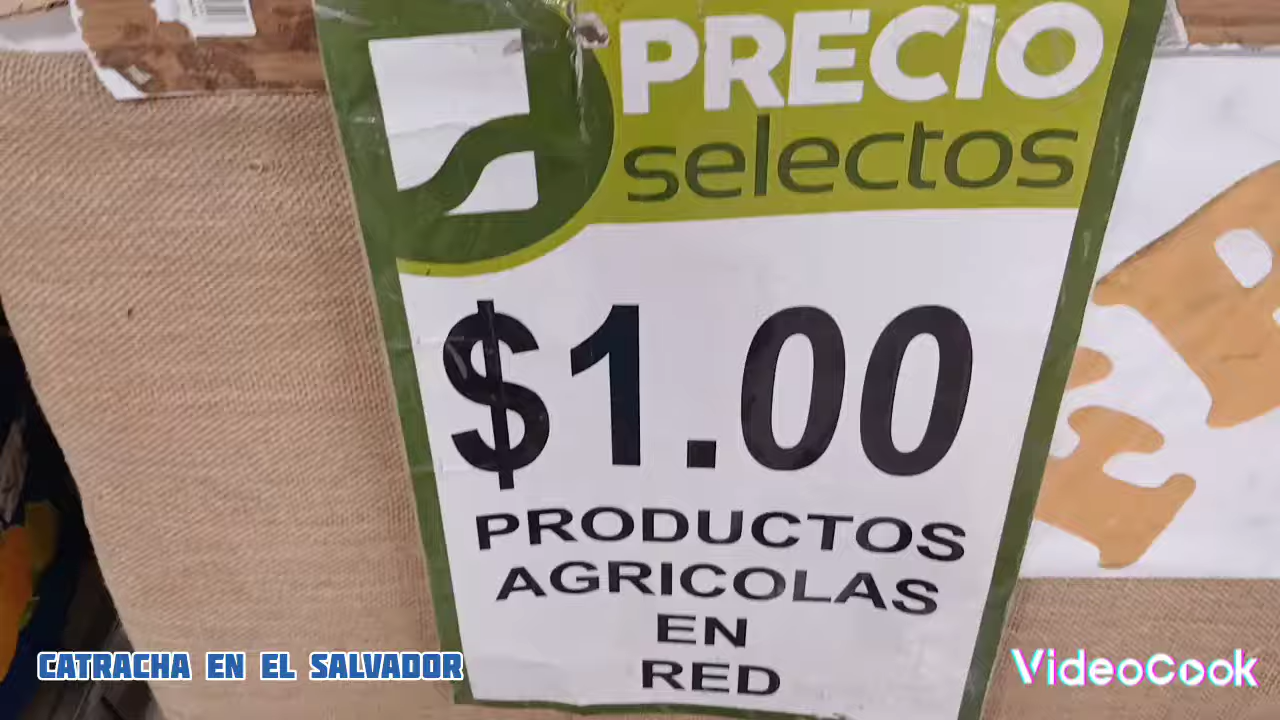 PRECIO
selectos
$1.00
PRODUCTOS
AGRICOLAS
EN
RED
CATRACHA EN EL SALVADOR
VideoCook